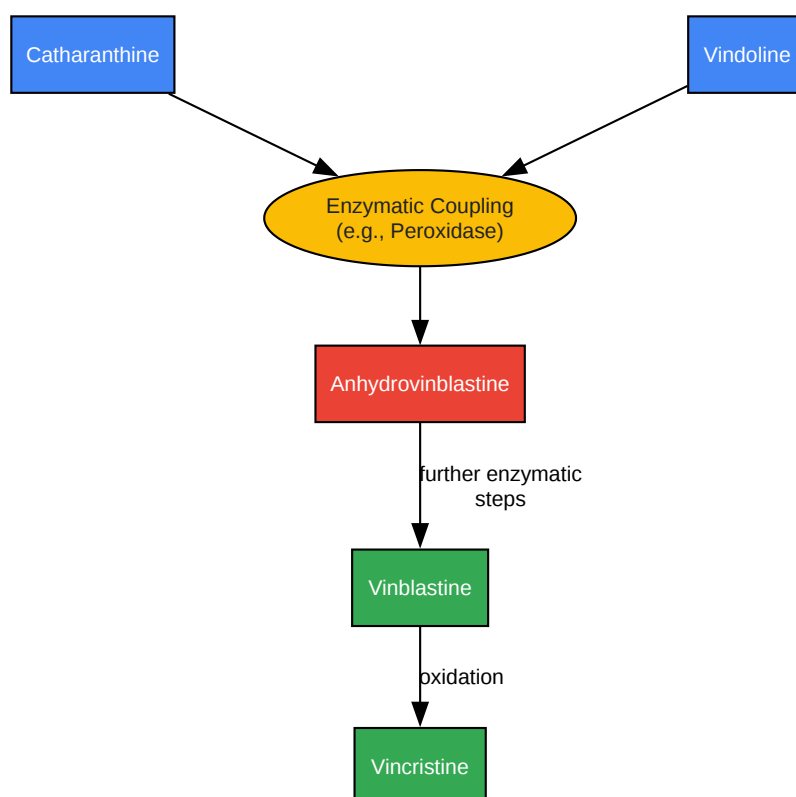 Catharanthine
Vindoline
Enzymatic Coupling
(e.g., Peroxidase)
Anhydrovinblastine
further enzymatic
steps
Vinblastine
oxidation
Vincristine